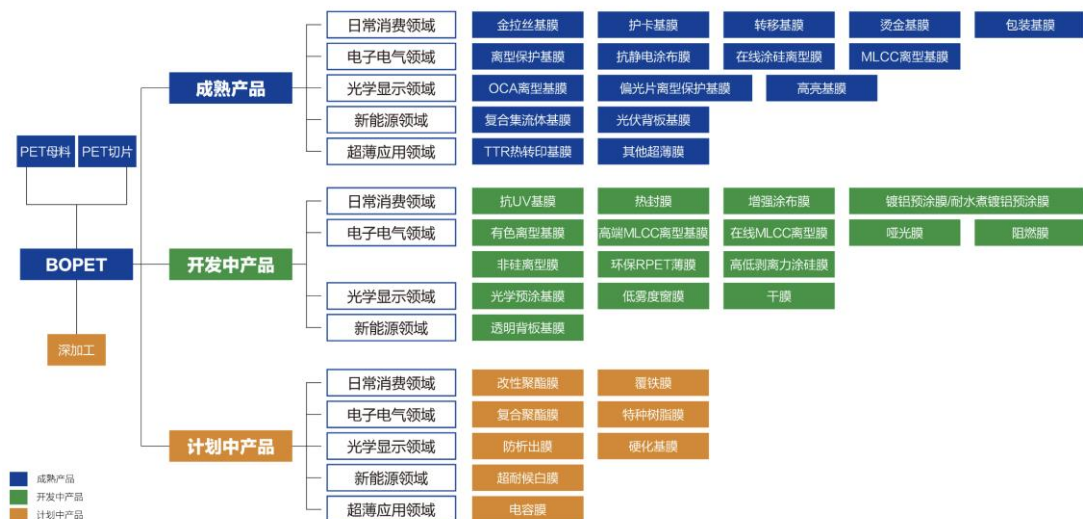 日常消费领域 金拉丝基膜 护卡基膜 转移基膜 烫金基膜 包装基膜
电子电气领域 离型保护基膜 抗静电涂布膜 在线涂硅离型膜 MLCC离型基膜
成熟产品
光学显示领域 OCA离型基膜 偏光片离型保护基膜 高亮基膜
新能源领域 复合集流体基膜 光伏背板基膜
超薄应用领域 TTR热转印基膜 其他超薄膜
PET母料 PET切片
BOPET
深加工
日常消费领域 抗UV基膜 热封膜 增强涂布膜 镀铝预涂膜/耐水煮镀铝预涂膜
电子电气领域 有色离型基膜 高端MLCC离型基膜 在线MLCC离型膜 哑光膜 阻燃膜
开发中产品
非硅离型膜 环保RPET薄膜 高低剥离力涂硅膜
光学显示领域 光学预涂基膜 低雾度窗膜 干膜
新能源领域 透明背板基膜
日常消费领域 改性聚酯膜 覆铁膜
电子电气领域 复合聚酯膜 特种树脂膜
计划中产品
光学显示领域 防析出膜 硬化基膜
新能源领域 超耐候白膜
超薄应用领域 电容膜
成熟产品
开发中产品
计划中产品